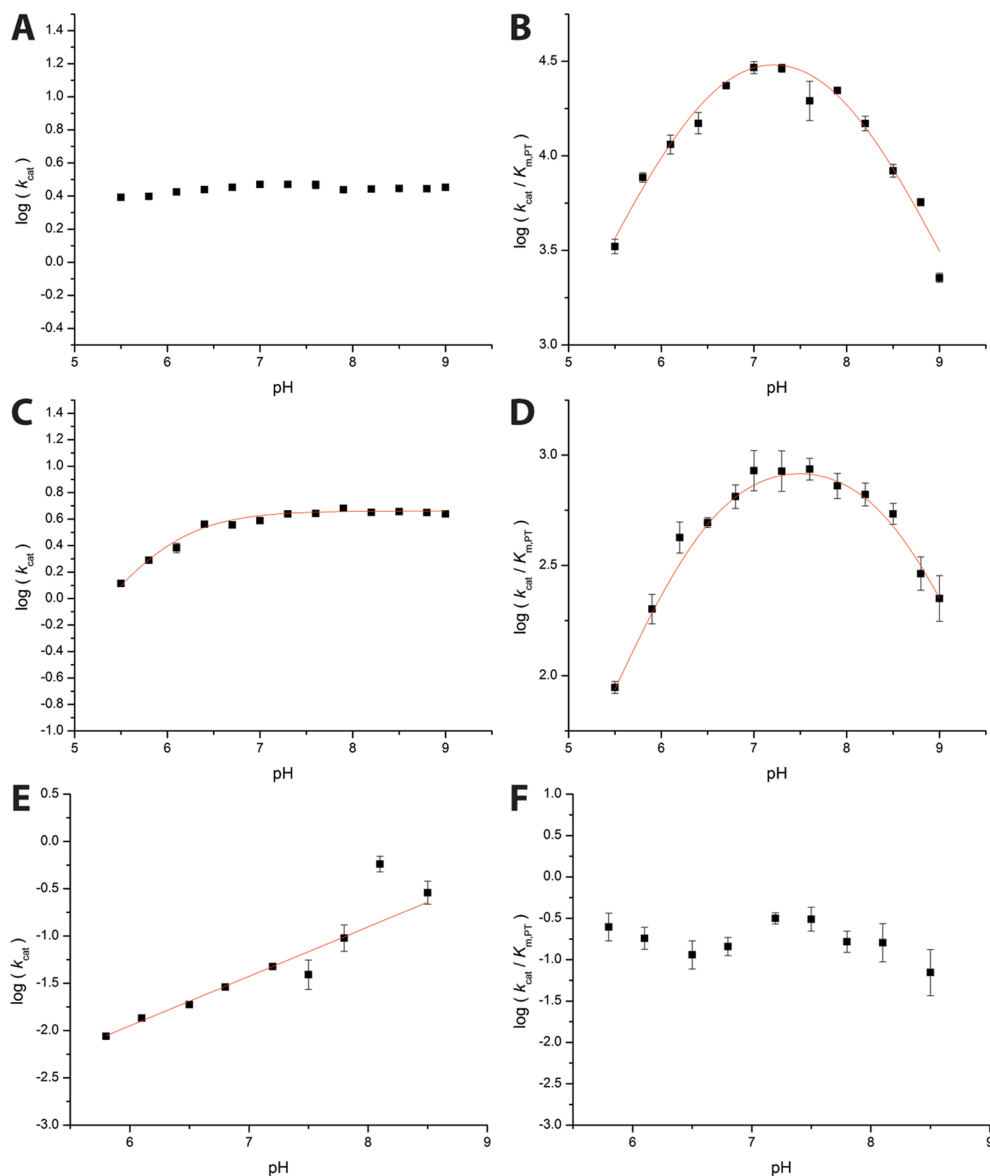 A
log ( kcat )
1.4
1.2
1.0
0.8
0.6
0.4
0.2
0.0
-0.2
-0.4
5 6 7 8 9
pH
B
log ( kcat / Km,PT )
4.5
4.0
3.5
3.0
5 6 7 8 9
pH
C
log ( kcat )
1.4
1.2
1.0
0.8
0.6
0.4
0.2
0.0
-0.2
-0.4
-0.6
-0.8
-1.0
5 6 7 8 9
pH
D
log ( kcat / Km,PT )
3.0
2.5
2.0
5 6 7 8 9
pH
E
log ( kcat )
0.5
0.0
-0.5
-1.0
-1.5
-2.0
-2.5
-3.0
6 7 8 9
pH
F
log ( kcat / Km,PT )
1.0
0.5
0.0
-0.5
-1.0
-1.5
-2.0
-2.5
-3.0
6 7 8 9
pH